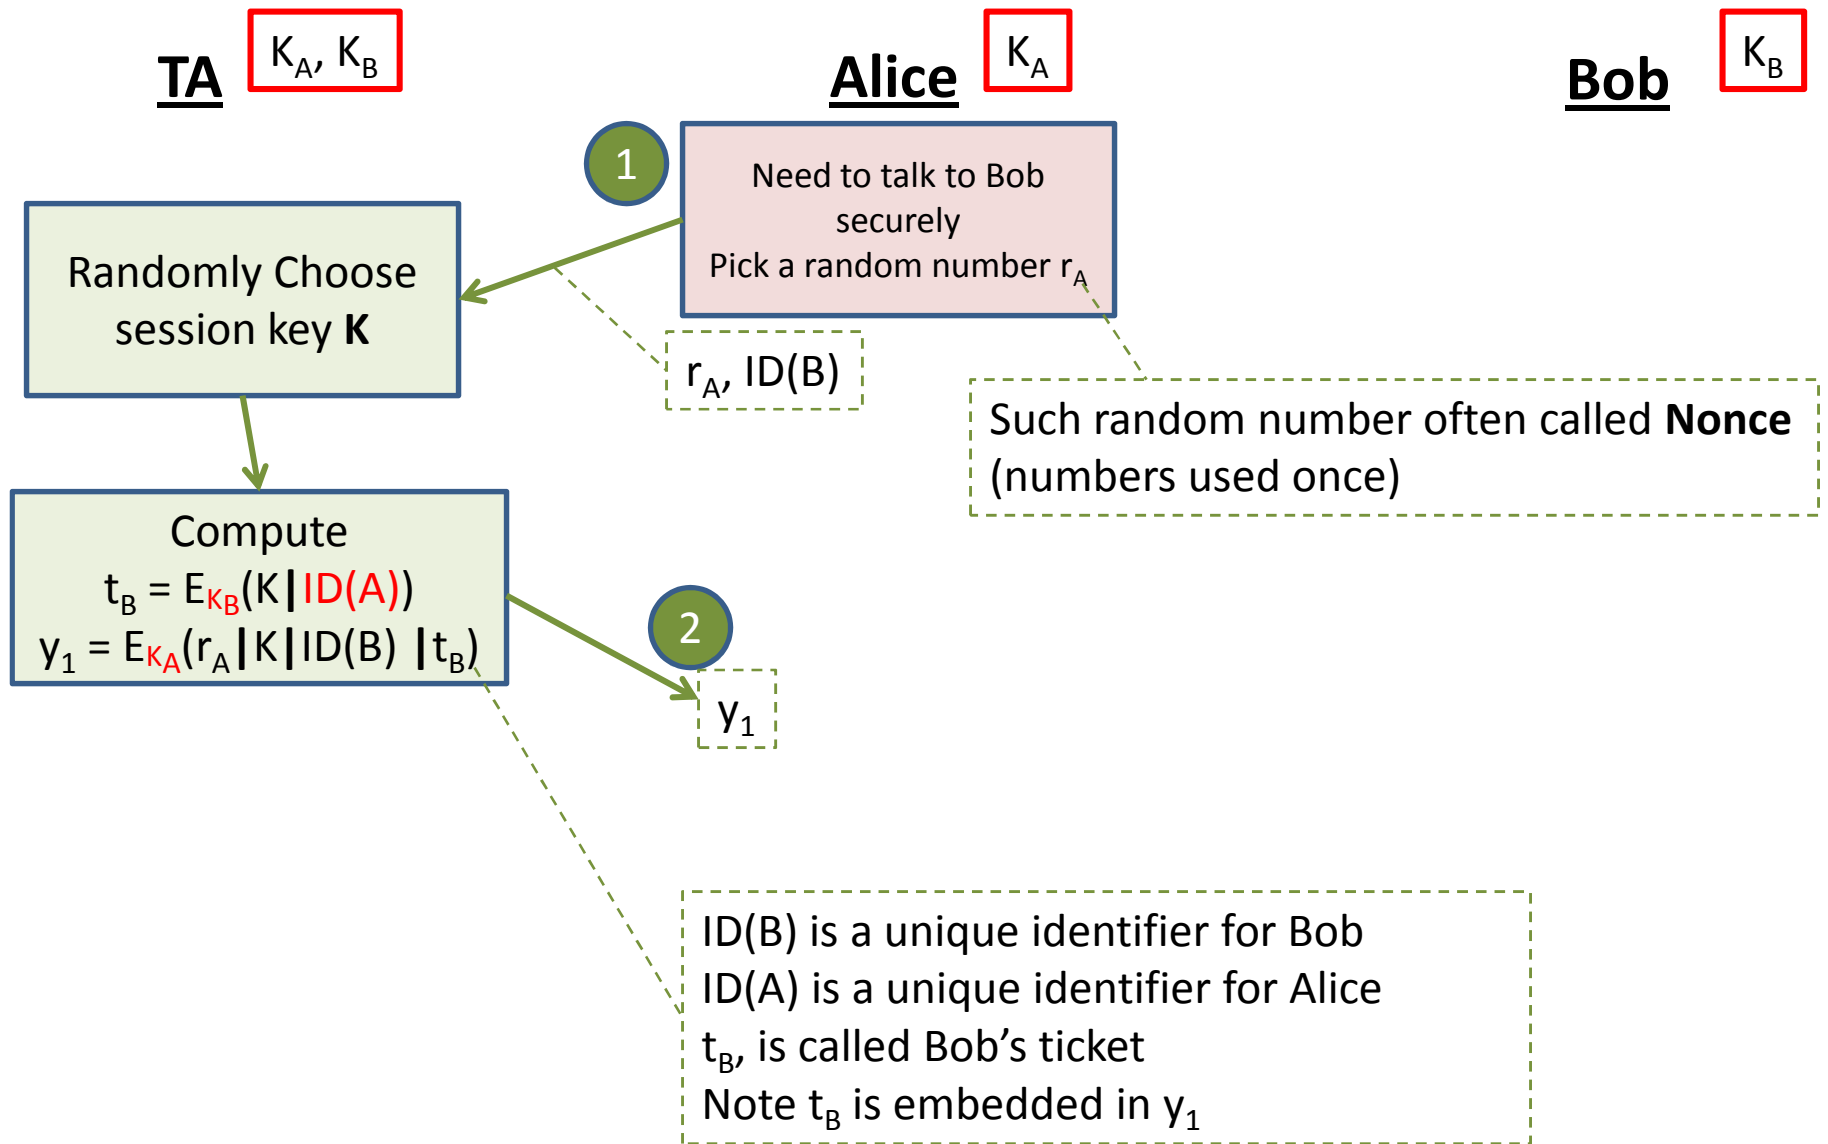 TA
K_A, K_B
Alice
K_A
Bob
K_B
1
Need to talk to Bob
securely
Pick a random number r_A
Randomly Choose
session key K
r_A, ID(B)
Such random number often called Nonce
(numbers used once)
Compute
t_B = E_K_B(K|ID(A))
y_1 = E_K_A(r_A|K|ID(B) |t_B)
2
y_1
ID(B) is a unique identifier for Bob
ID(A) is a unique identifier for Alice
t_B, is called Bob’s ticket
Note t_B is embedded in y_1